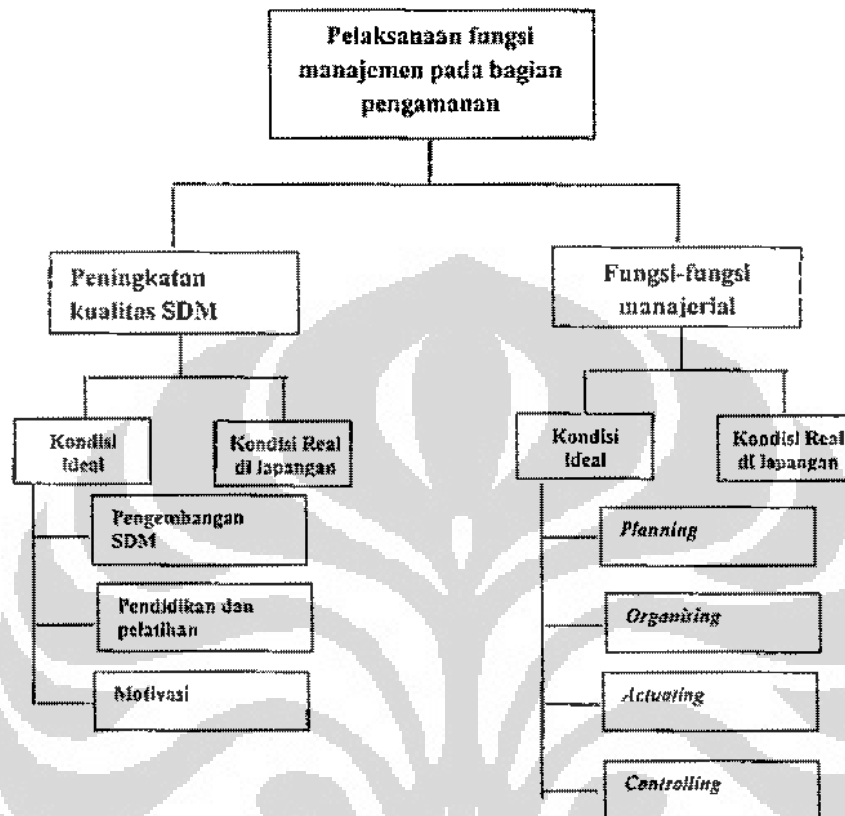 Pelaksanaan fungsi
manajemen pada bagian
pengamanan
Peningkatan
kualitas SDM
Fungsi-fungsi
manajerial
Kondisi
Ideal
Kondisi Real
di lapangan
Kondisi
Ideal
Kondisi Real
di lapangan
Pengembangan
SDM
Pendidikan dan
pelatihan
Motivasi
Planning
Organising
Actuating
Controlling